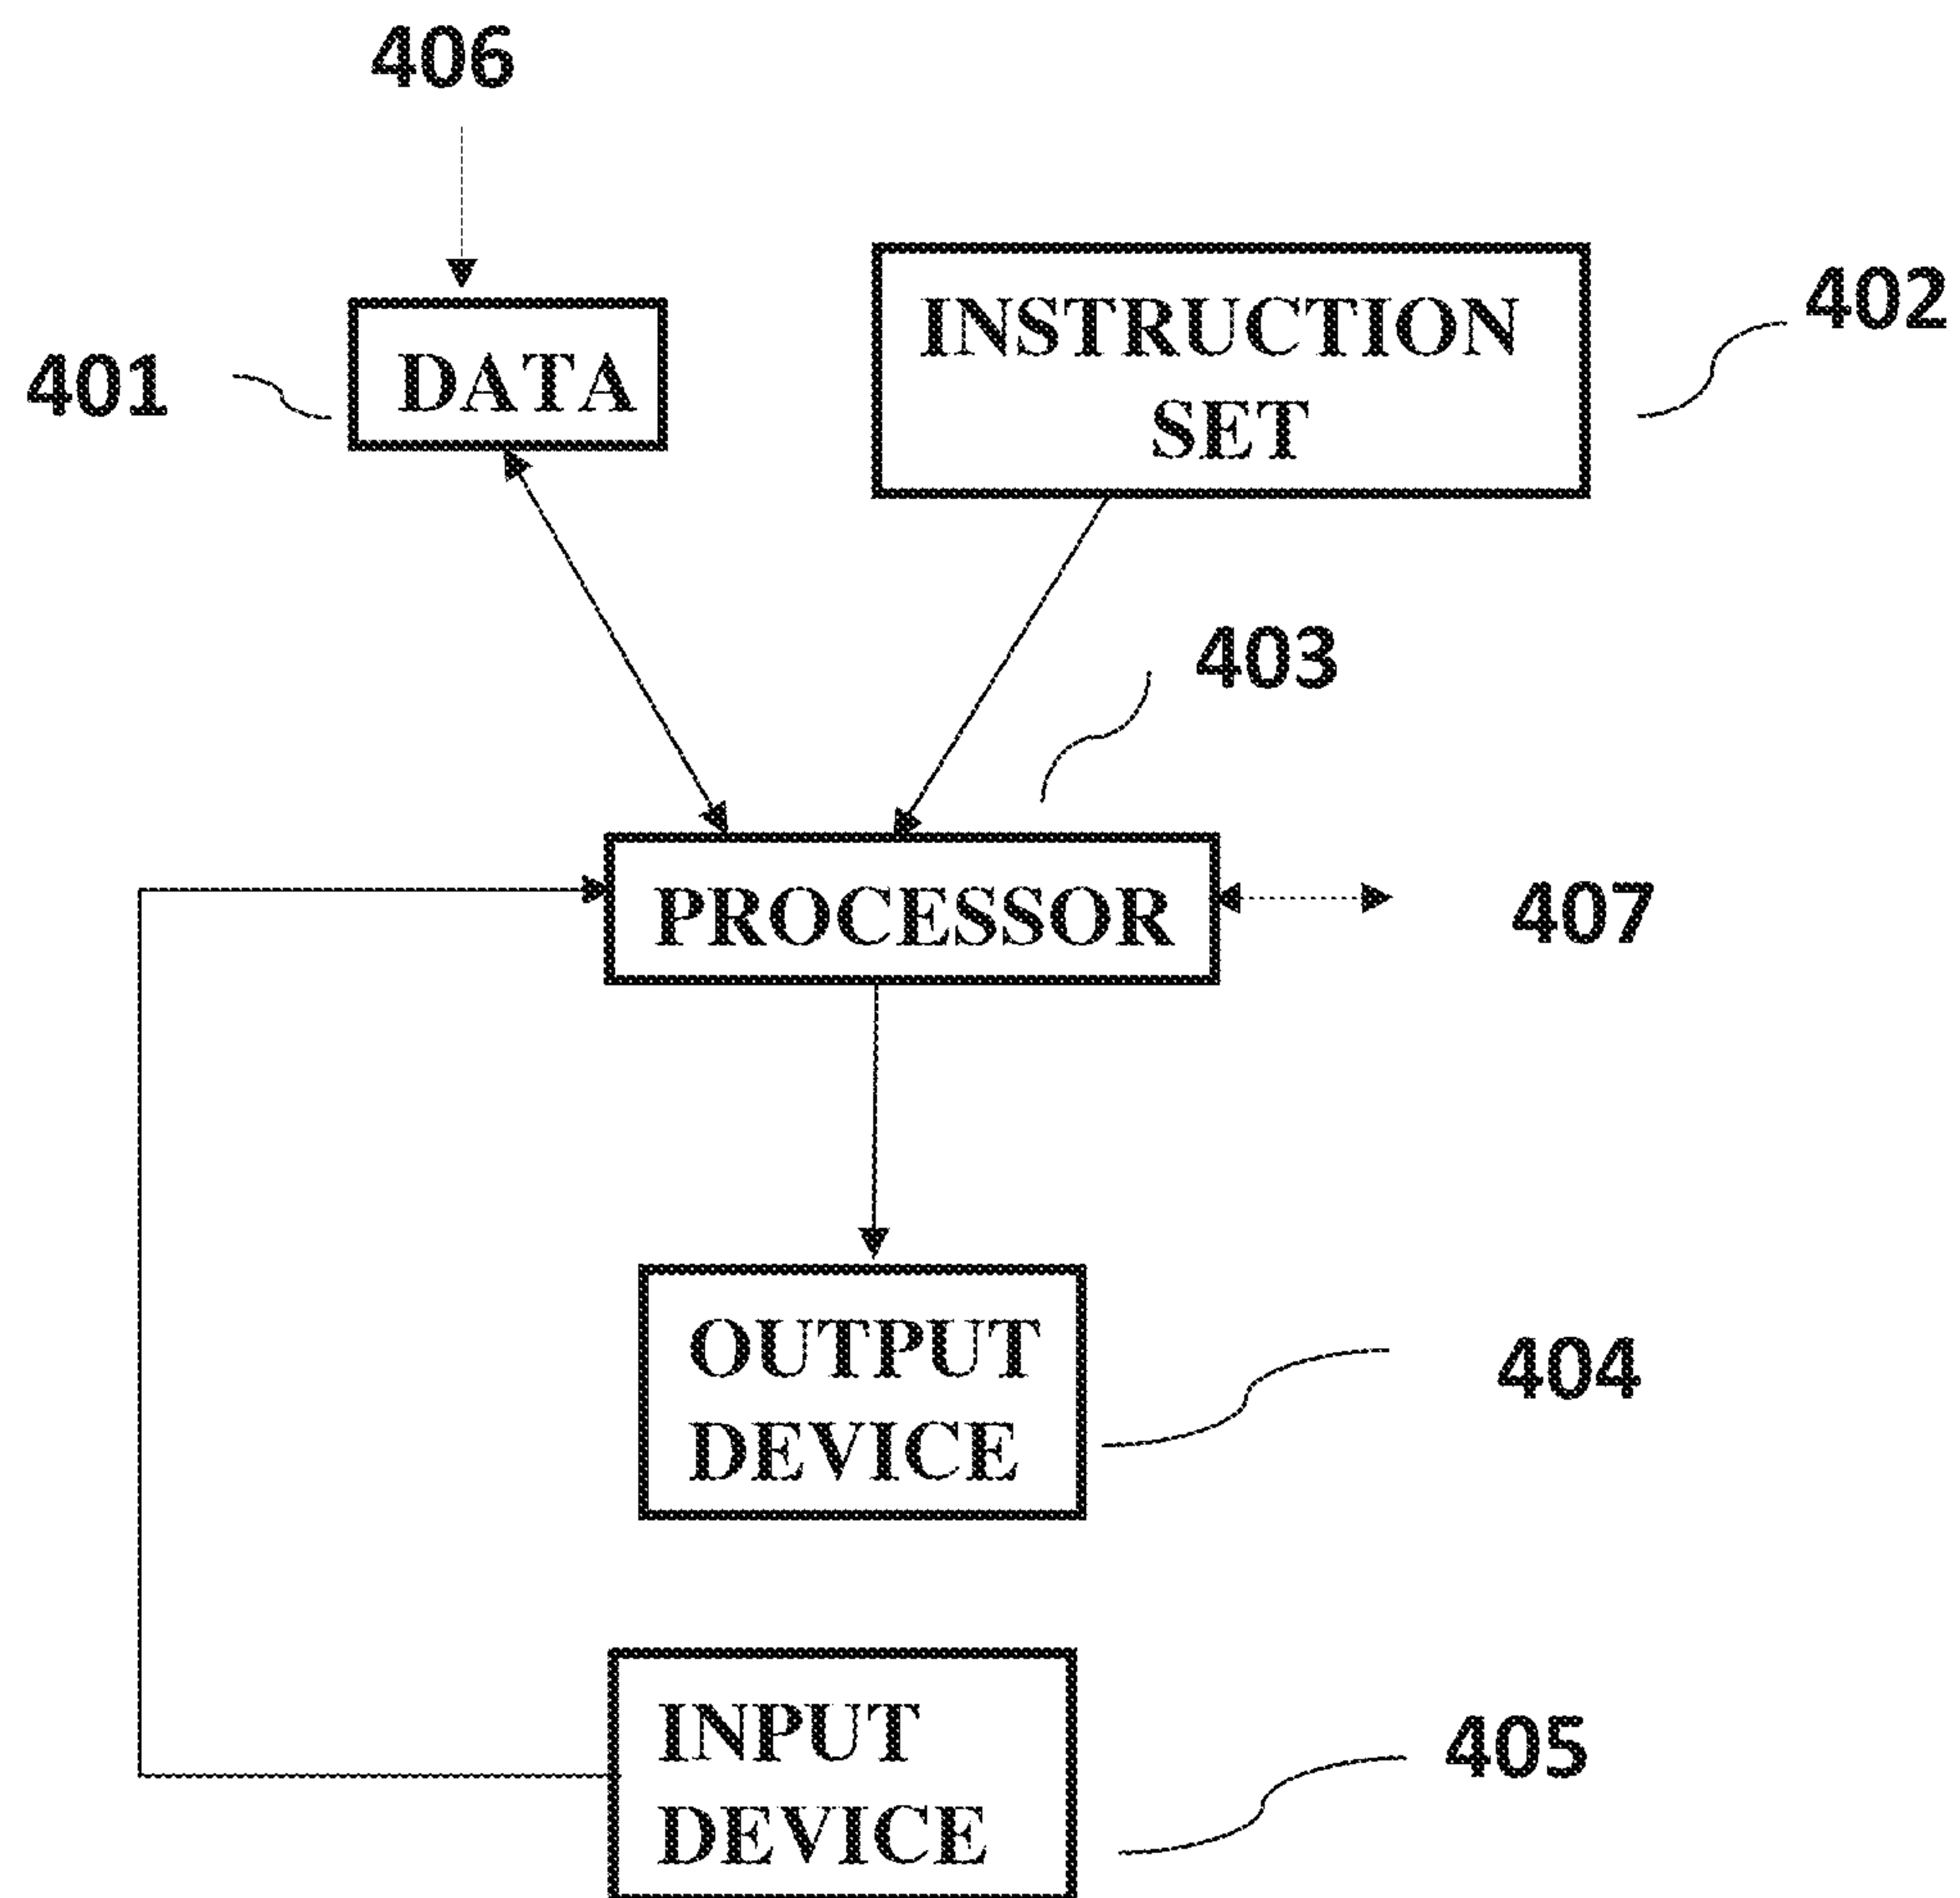 406
INSTRUCTION
SET
402
401
DATA
403
PROCESSOR
407
OUTPUT
DEVICE
404
INPUT
DEVICE
405